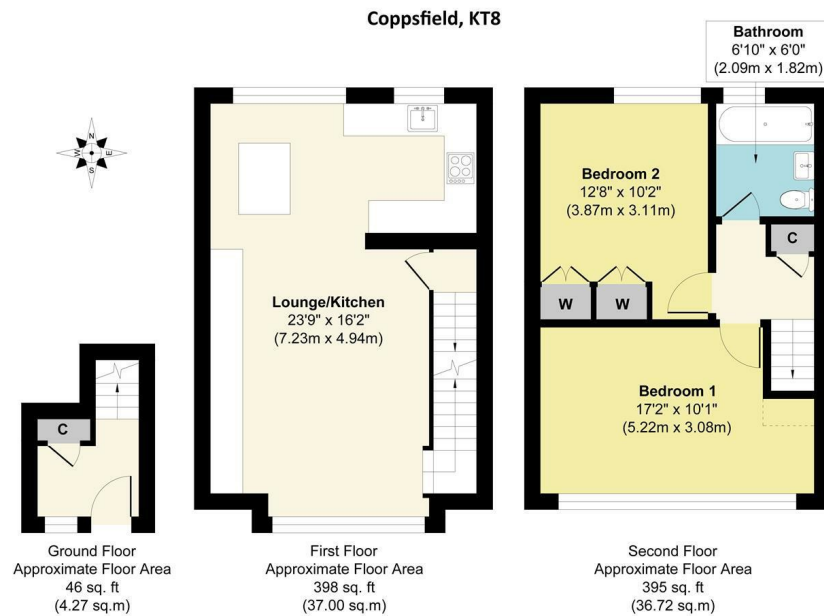 Coppsfield, KT8
N
W
E
S
Bathroom
6'10" x 6'0"
(2.09m x 1.82m)
Bedroom 2
12'8" x 10'2"
(3.87m x 3.11m)
C
W
W
Lounge/Kitchen
23'9" x 16'2"
(7.23m x 4.94m)
Bedroom 1
17'2" x 10'1"
(5.22m x 3.08m)
C
Ground Floor
Approximate Floor Area
46 sq. ft
(4.27 sq.m)
First Floor
Approximate Floor Area
398 sq. ft
(37.00 sq.m)
Second Floor
Approximate Floor Area
395 sq. ft
(36.72 sq.m)